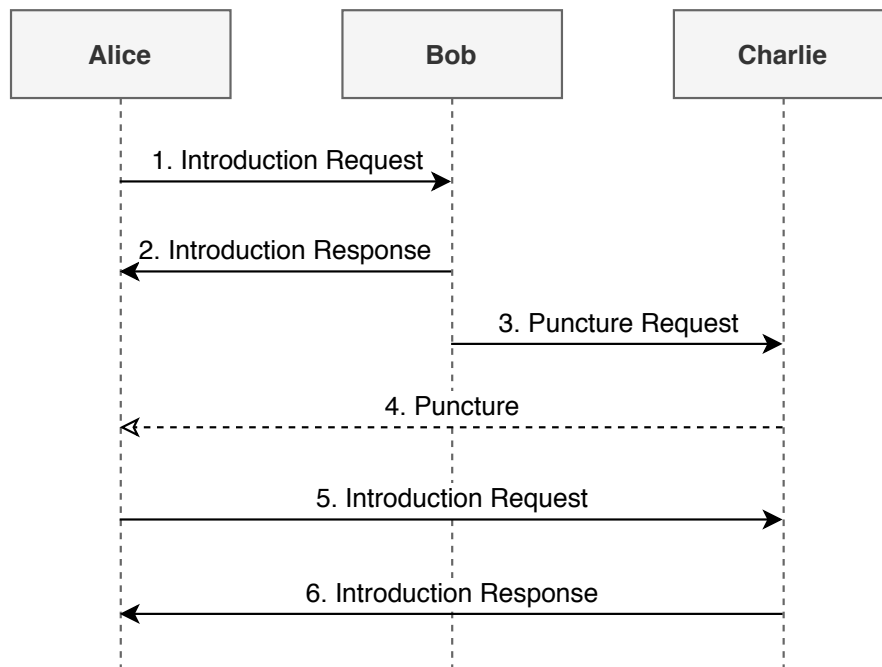 Alice
Bob
Charlie
1. Introduction Request
2. Introduction Response
3. Puncture Request
4. Puncture
5. Introduction Request
6. Introduction Response